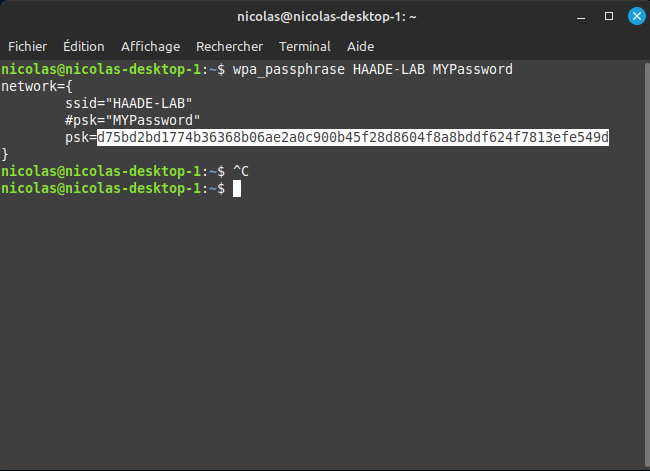 nicolas@nicolas-desktop-1: ~
Fichier Édition Affichage Rechercher Terminal Aide
nicolas@nicolas-desktop-1:~$ wpa_passphrase HAADE-LAB MYPassword
network={
        ssid="HAADE-LAB"
        #psk="MYPassword"
        psk=d75bd2bd1774b36368b06ae2a0c900b45f28d8604f8a8bddf624f7813efe549d
}
nicolas@nicolas-desktop-1:~$ ^C
nicolas@nicolas-desktop-1:~$